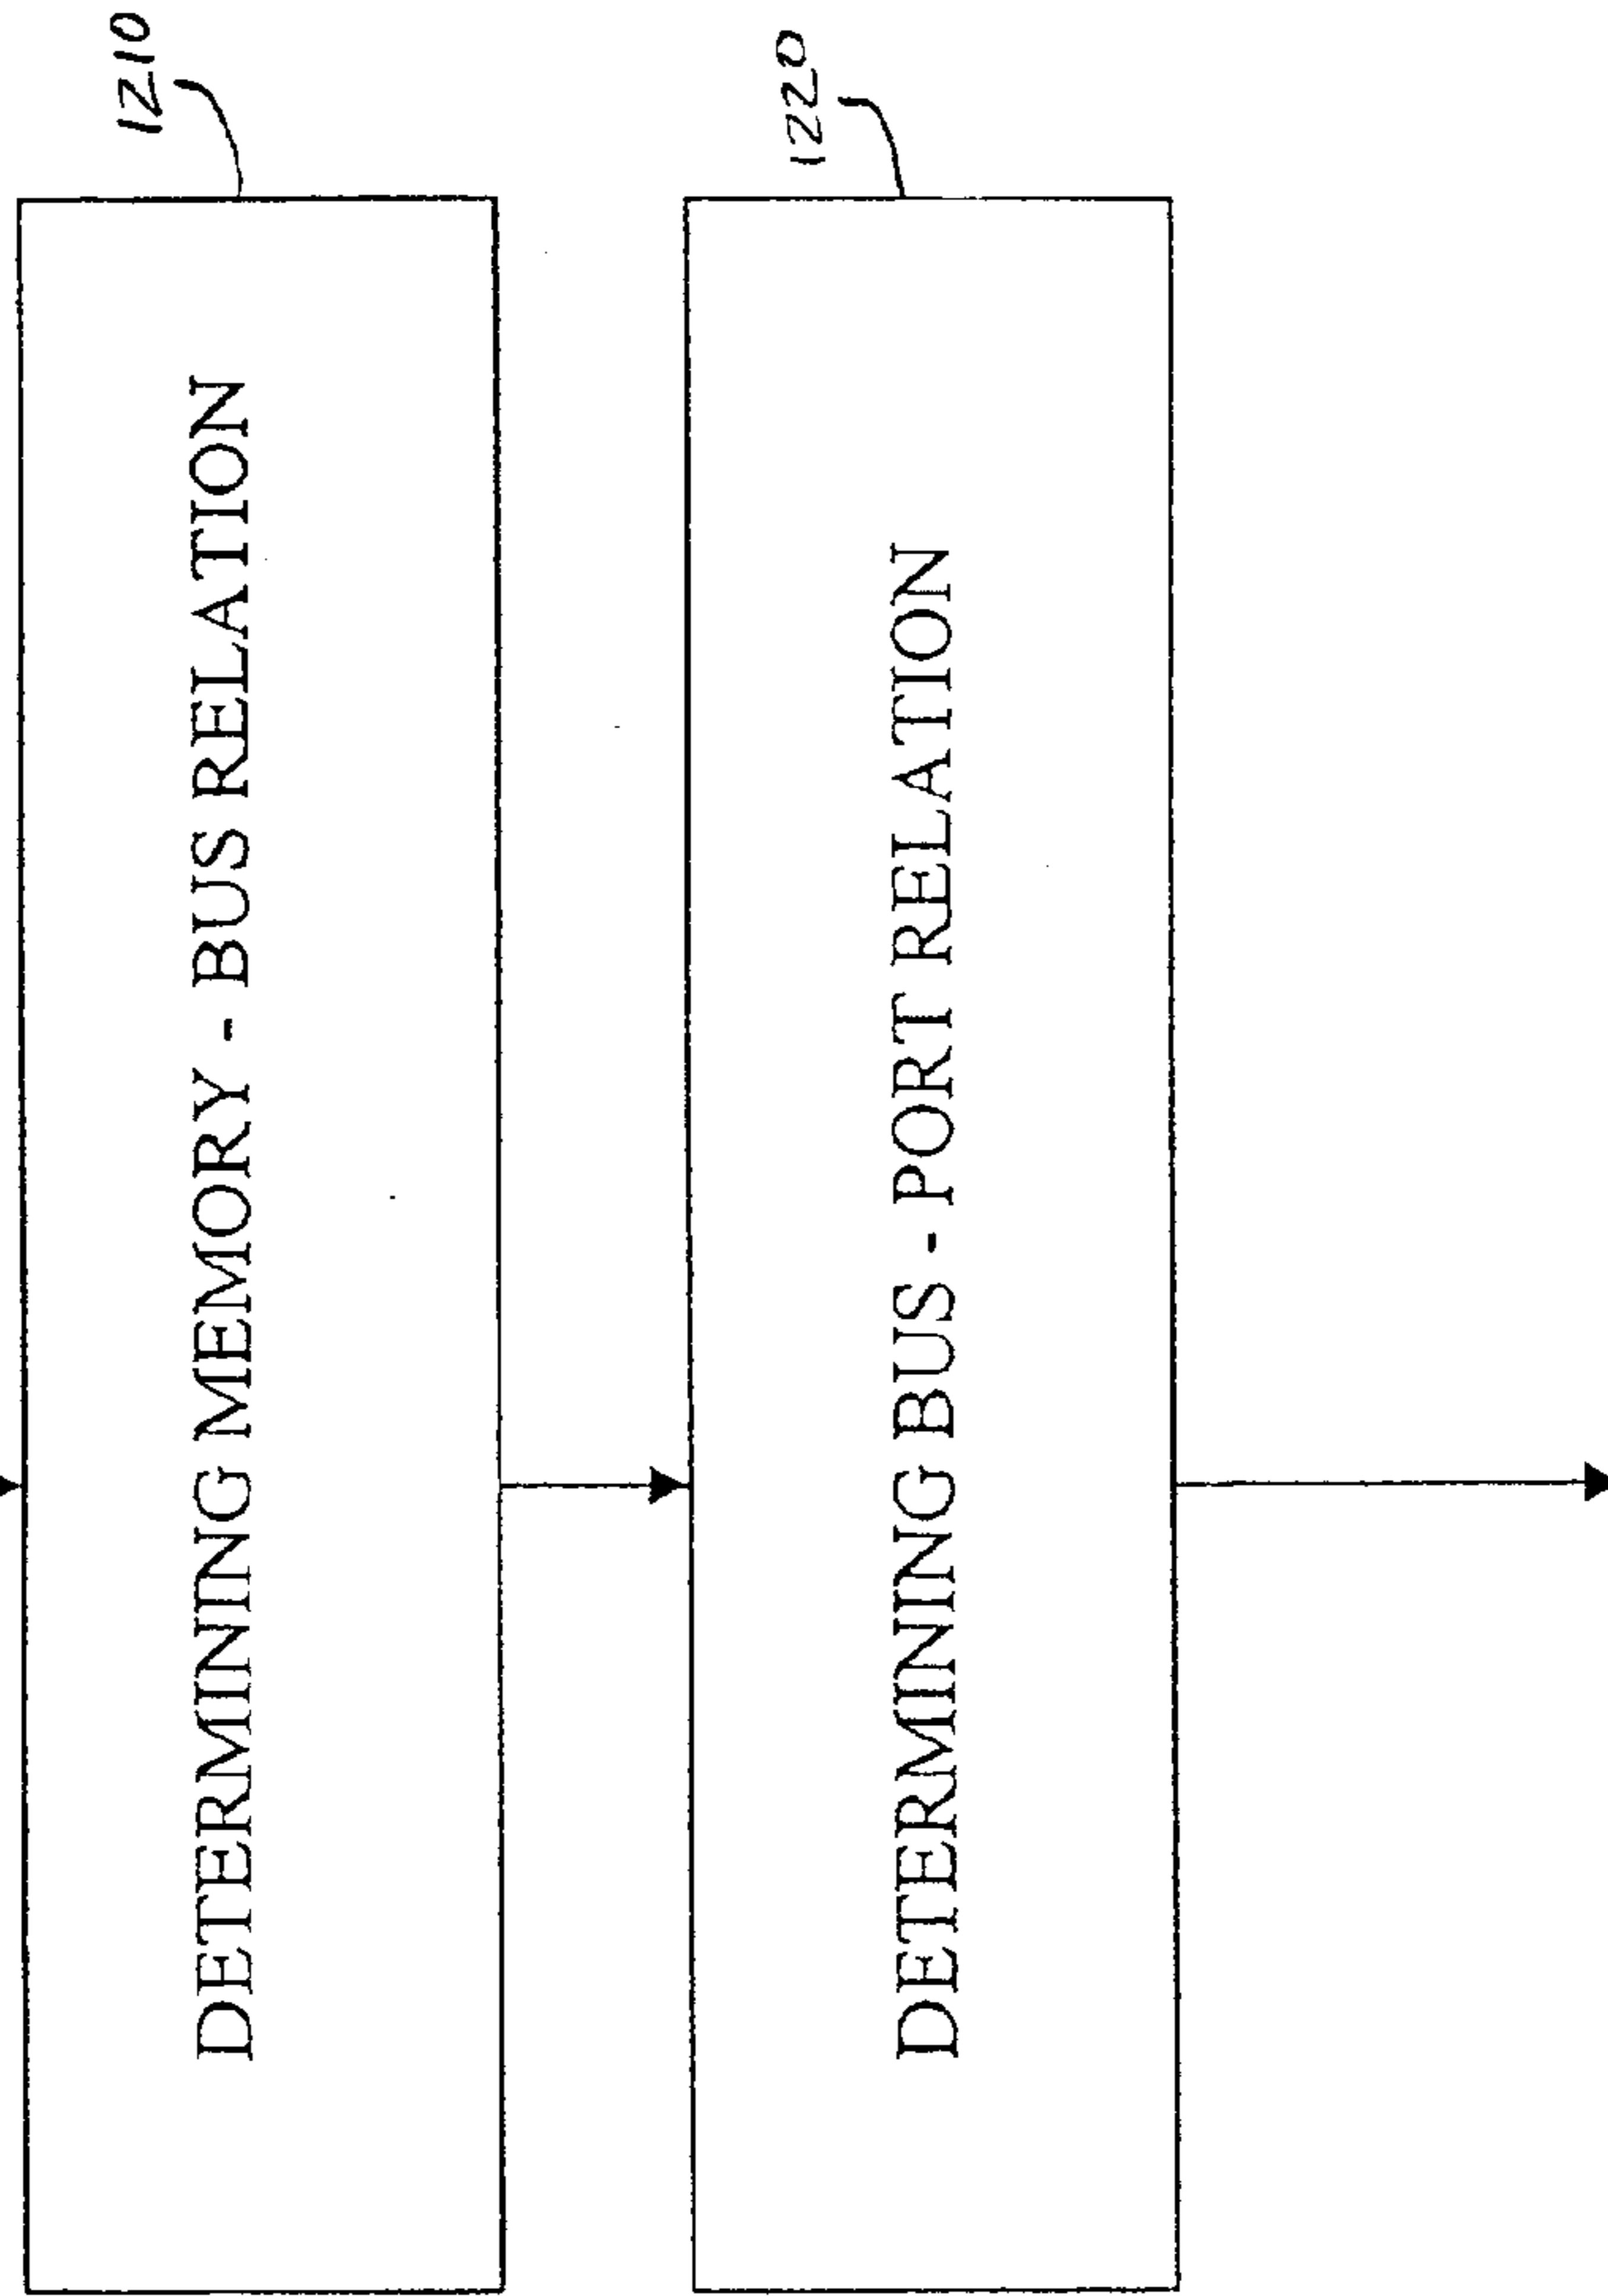 1210
DETERMINING MEMORY - BUS RELATION
1220
DETERMINING BUS - PORT RELATION